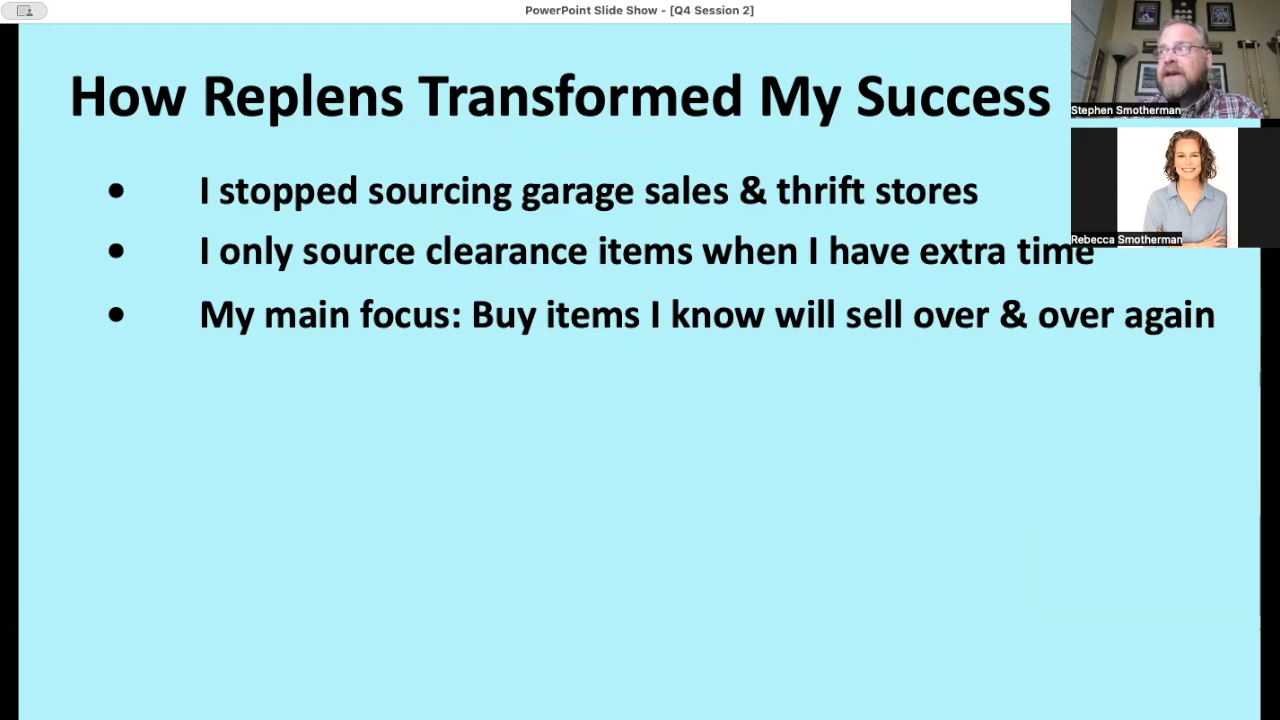 PowerPoint Slide Show - [Q4 Session 2]
How Replens Transformed My Success
Stephen Smotherman
• I stopped sourcing garage sales & thrift stores
Rebecca Smotherman
• I only source clearance items when I have extra time
• My main focus: Buy items I know will sell over & over again